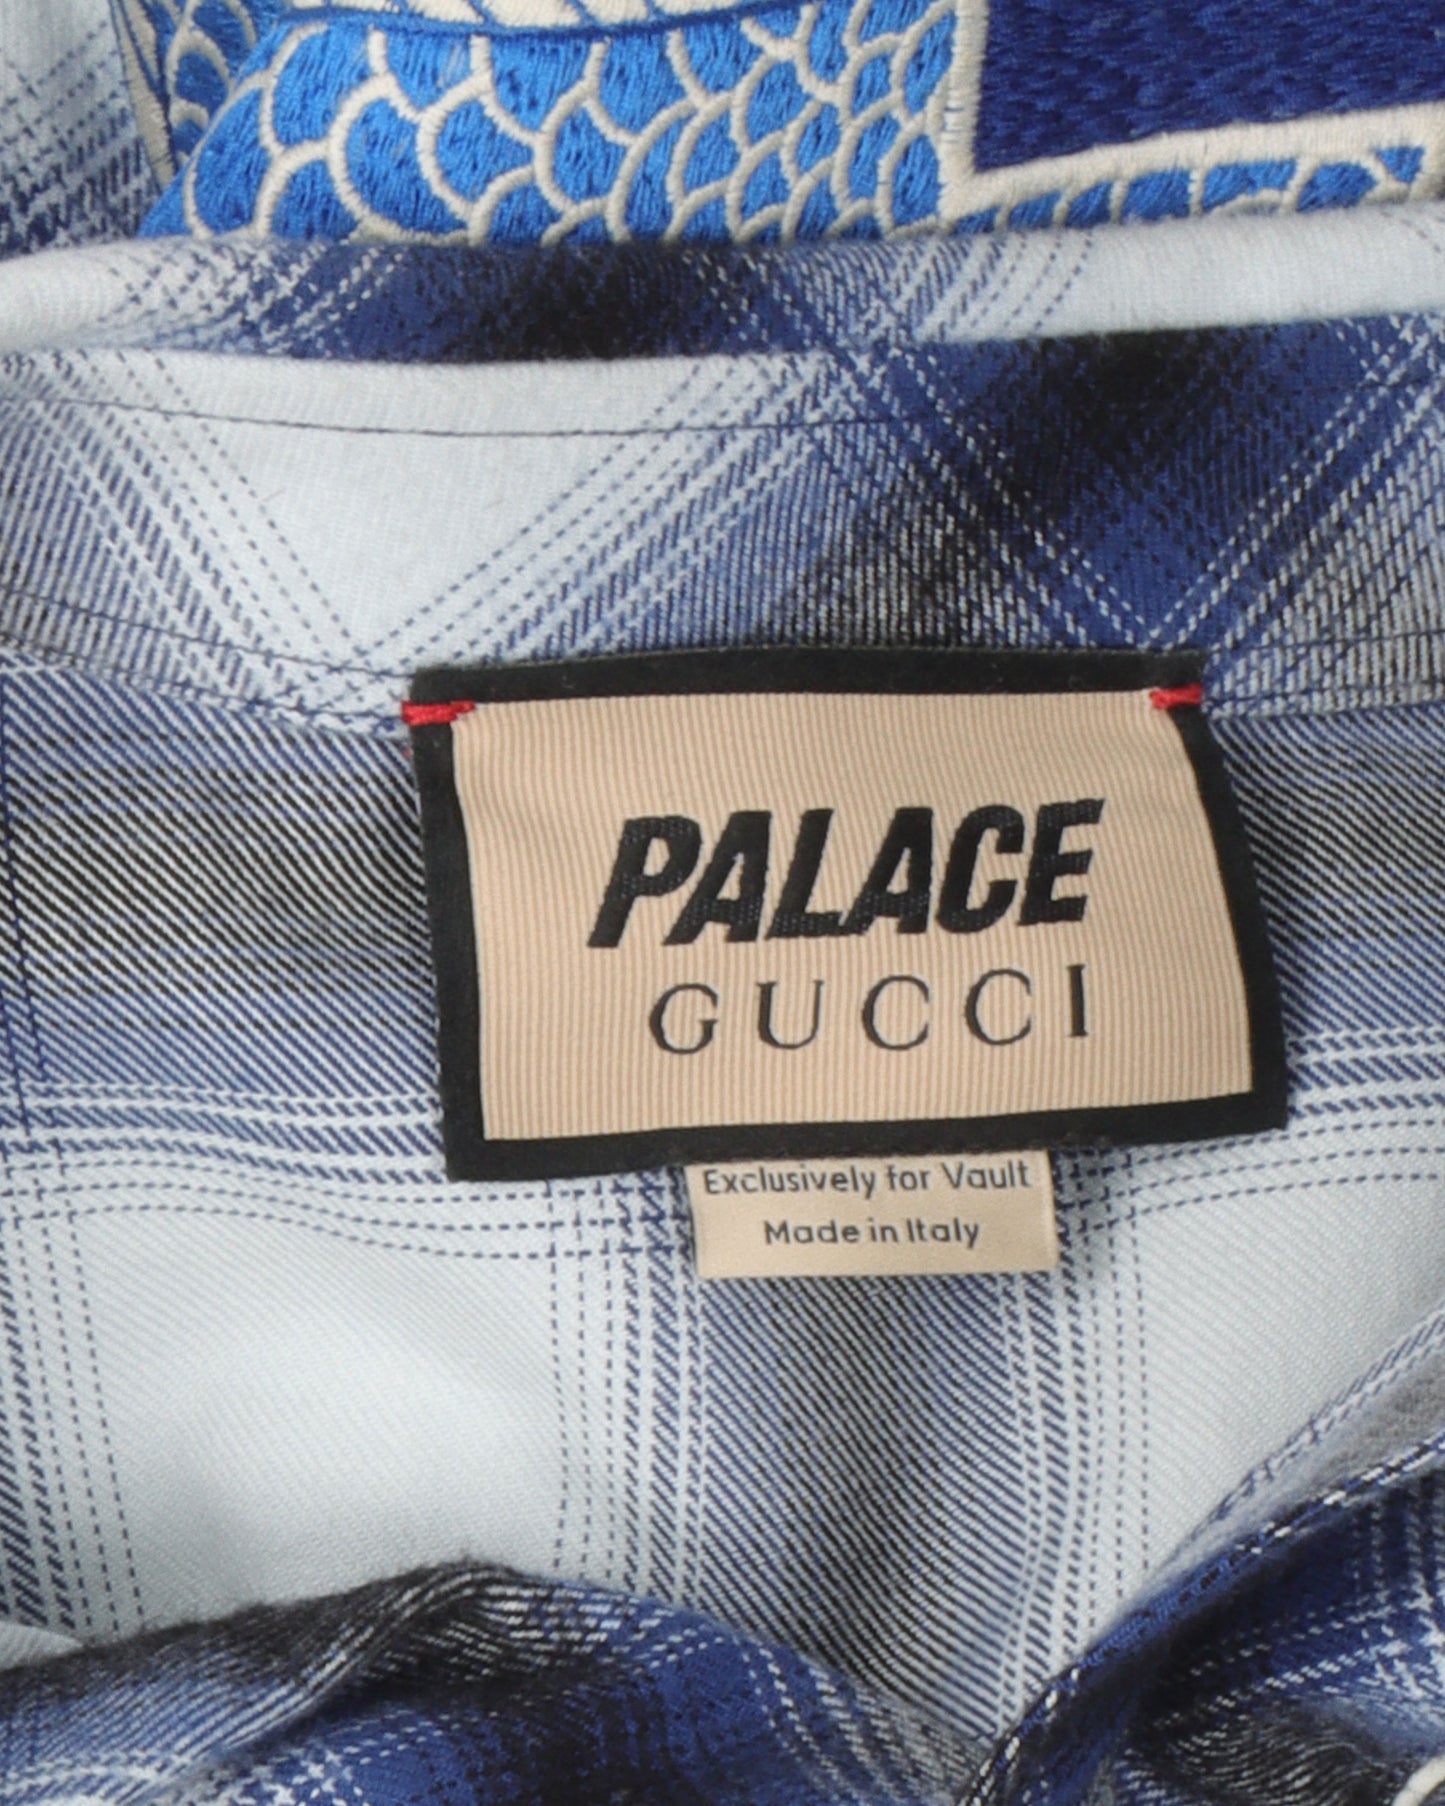 PALACE
GUCCI
Exclusively for Vault
Made in Italy